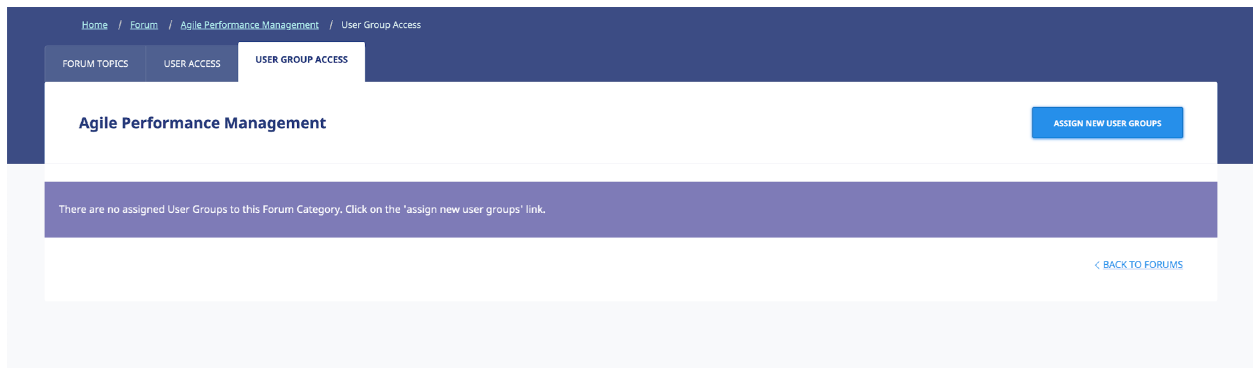 Home / Forum / Agile Performance Management / User Group Access
FORUM TOPICS USER ACCESS USER GROUP ACCESS
Agile Performance Management ASSIGN NEW USER GROUPS
There are no assigned User Groups to this Forum Category. Click on the 'assign new user groups' link.
BACK TO FORUMS